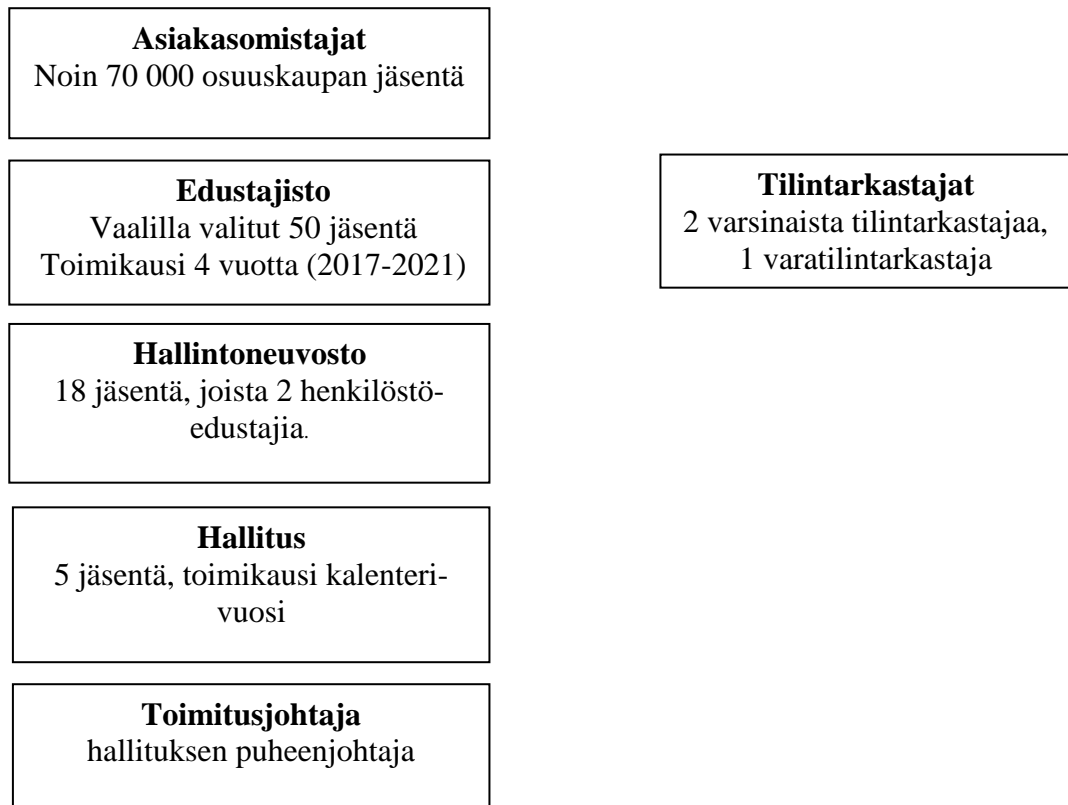 Asiakasomistajat
Noin 70 000 osuuskaupan jäsentä
Edustajisto
Vaalilla valitut 50 jäsentä
Toimikausi 4 vuotta (2017-2021)
Tilintarkastajat
2 varsinaista tilintarkastajaa,
1 varatilintarkastaja
Hallintoneuvosto
18 jäsentä, joista 2 henkilöstö-
edustajia.
Hallitus
5 jäsentä, toimikausi kalenteri-
vuosi
Toimitusjohtaja
hallituksen puheenjohtaja